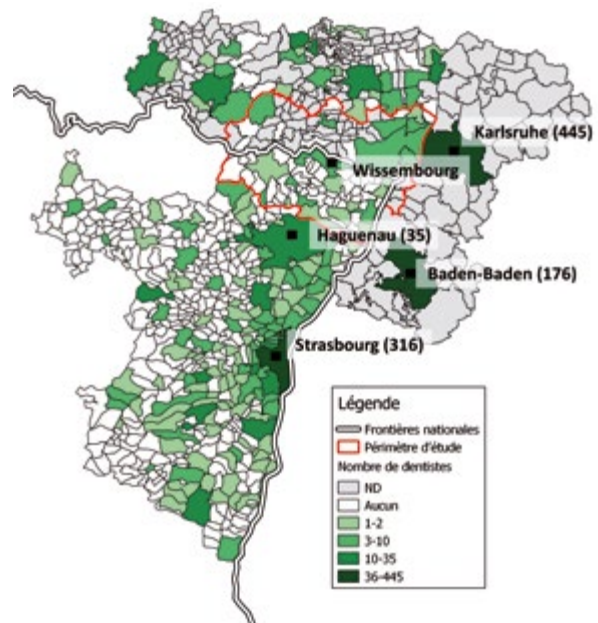 Karlsruhe (445)
Wissembourg
Haguenau (35)
Baden-Baden (176)
Strasbourg (316)
Légende
Frontières nationales
Périmètre d'étude
Nombre de dentistes
ND
Aucun
1-2
3-10
10-35
36-445